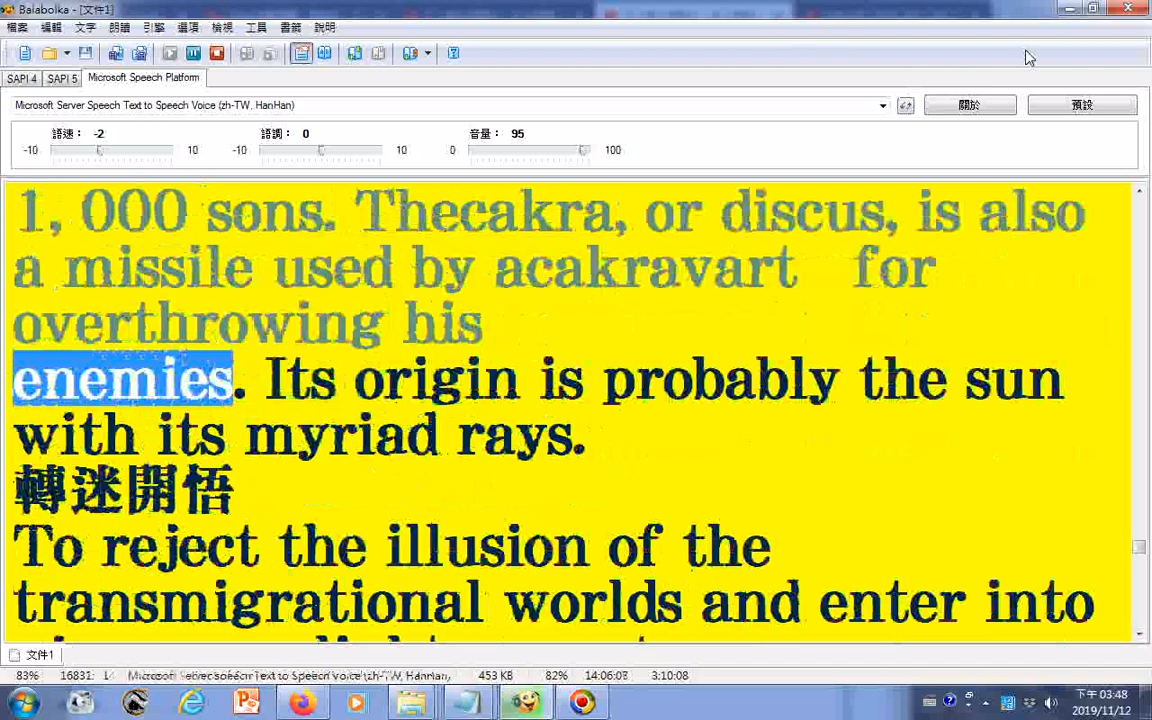 Balabolka - [文件1]
檔案 編輯 文字 朗讀 引擎 選項 檢視 工具 書籤 說明
SAPI 4 SAPI 5 Microsoft Speech Platform
Microsoft Server Speech Text to Speech Voice (zh-TW, HanHan) 關於 預設
語速： -2 語調： 0 音量： 95
-10 10 -10 10 0 100
1, 000 sons. Thecakra, or discus, is also
a missile used by acakravart for
overthrowing his
enemies. Its origin is probably the sun
with its myriad rays.
轉迷開悟
To reject the illusion of the
transmigrational worlds and enter into
文件1
83% 16831: Microsoft Server Speech Text to Speech Voice (zh-TW, HanHan) 453 KB 82% 3:10:08
下午 03:48
2019/11/12